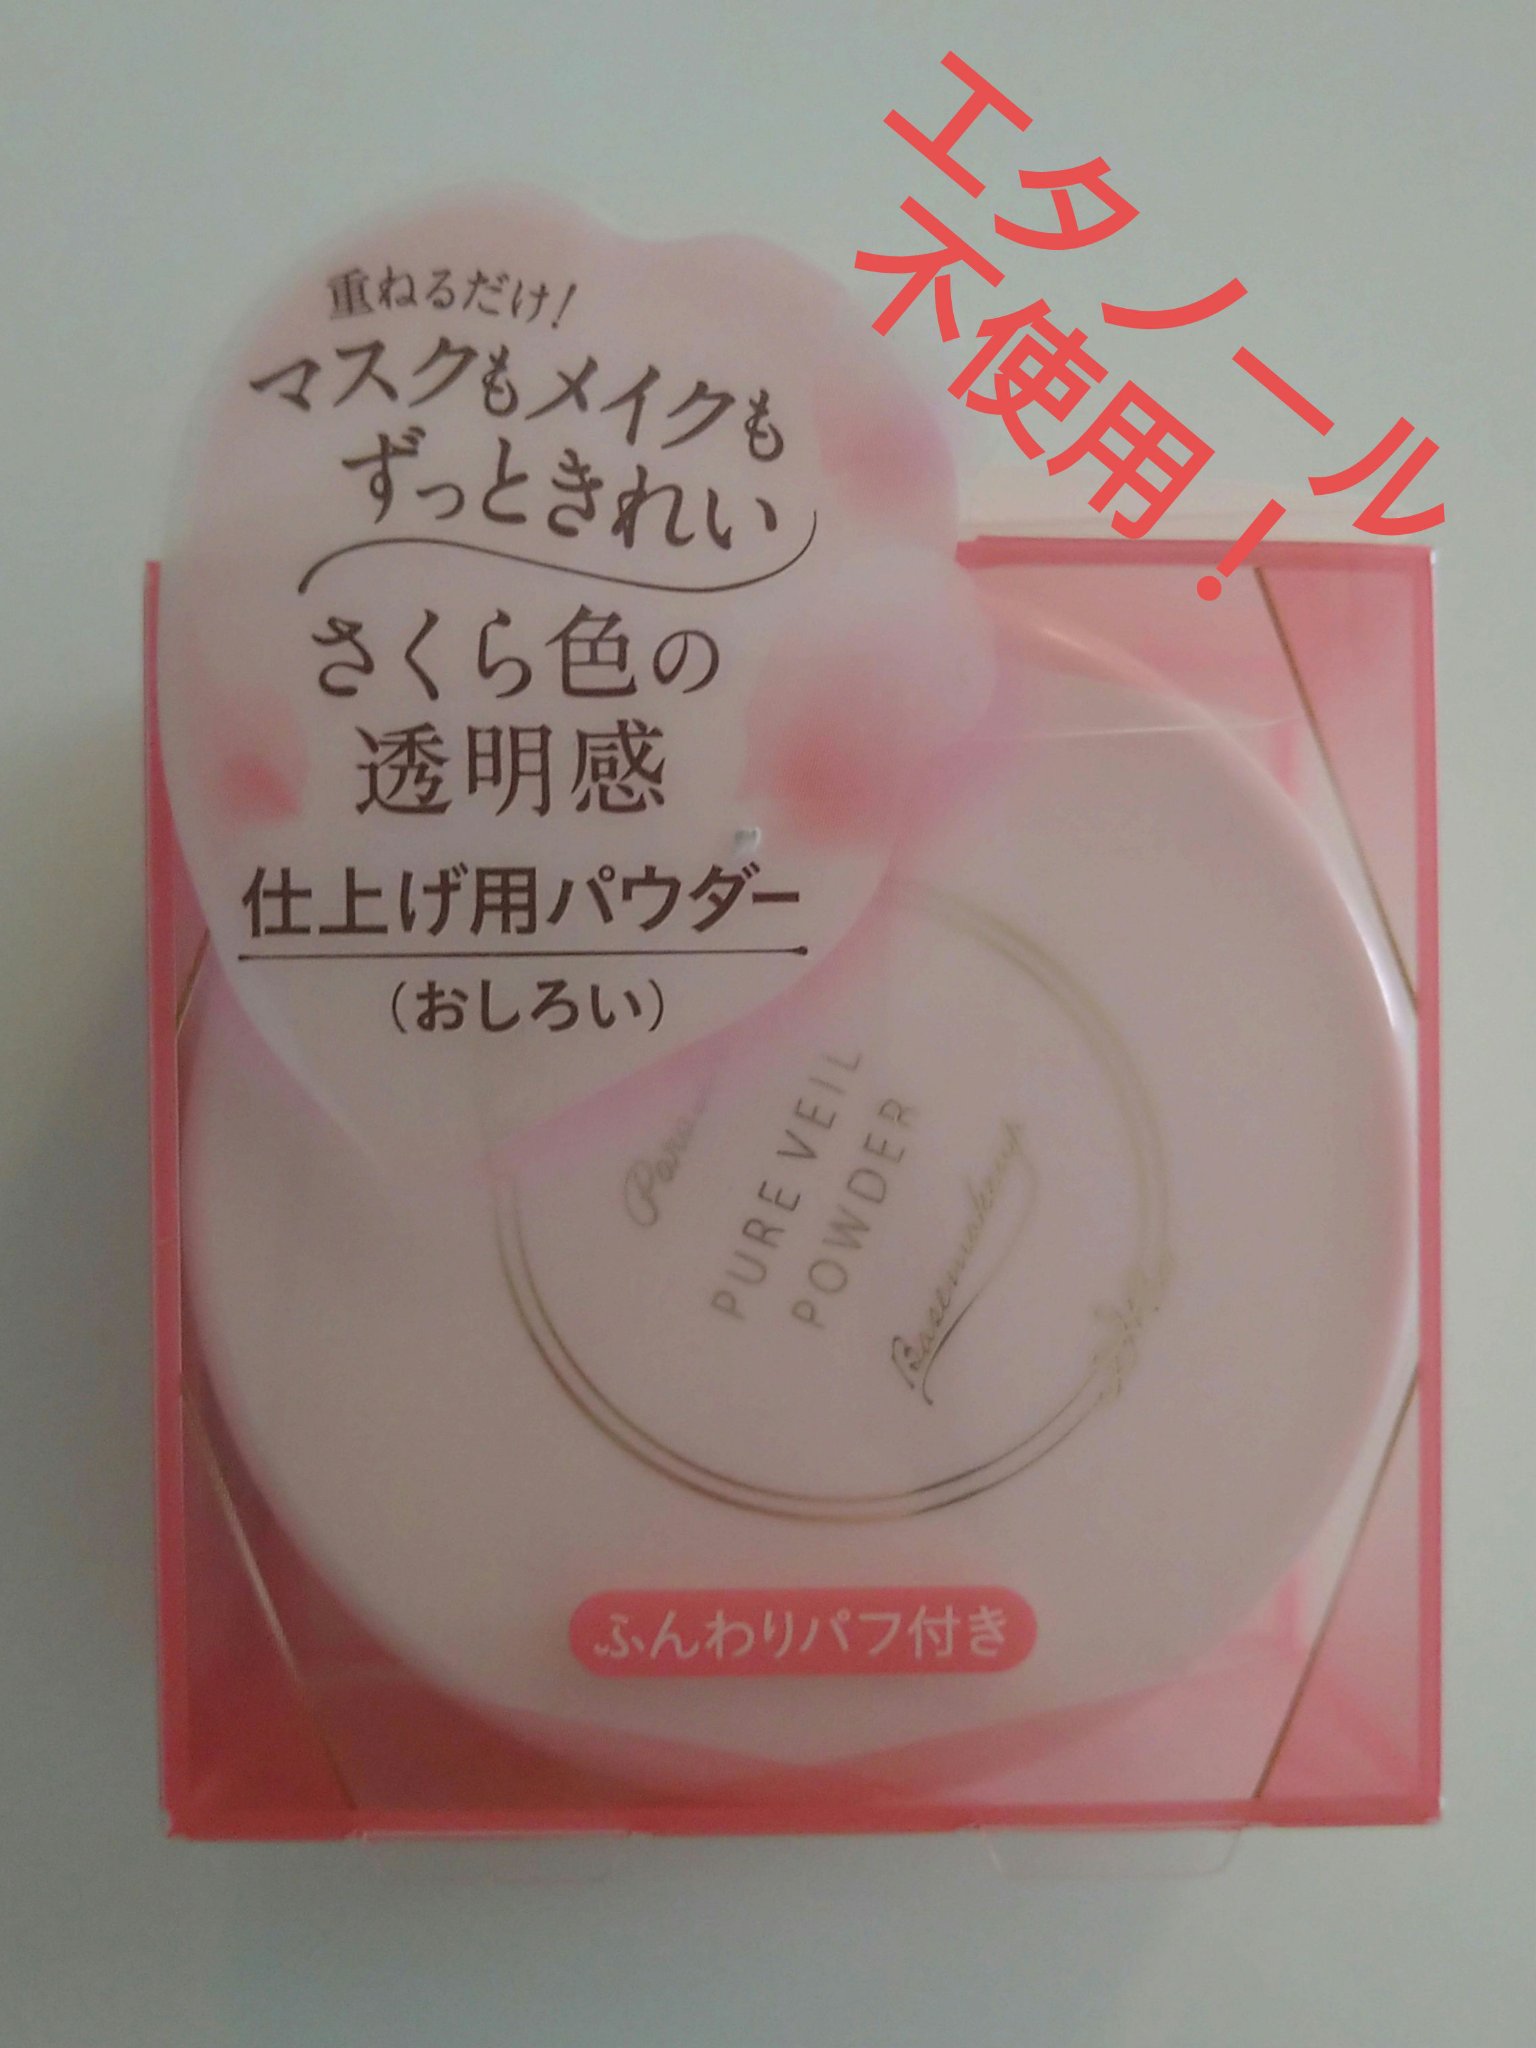 エタノール
不使用！
重ねるだけ！
マスクもメイクも
ずっときれい
さくら色の
透明感
仕上げ用パウダー
（おしろい）
PURE VEIL
POWDER
Basemakeup
ふんわりパフ付き